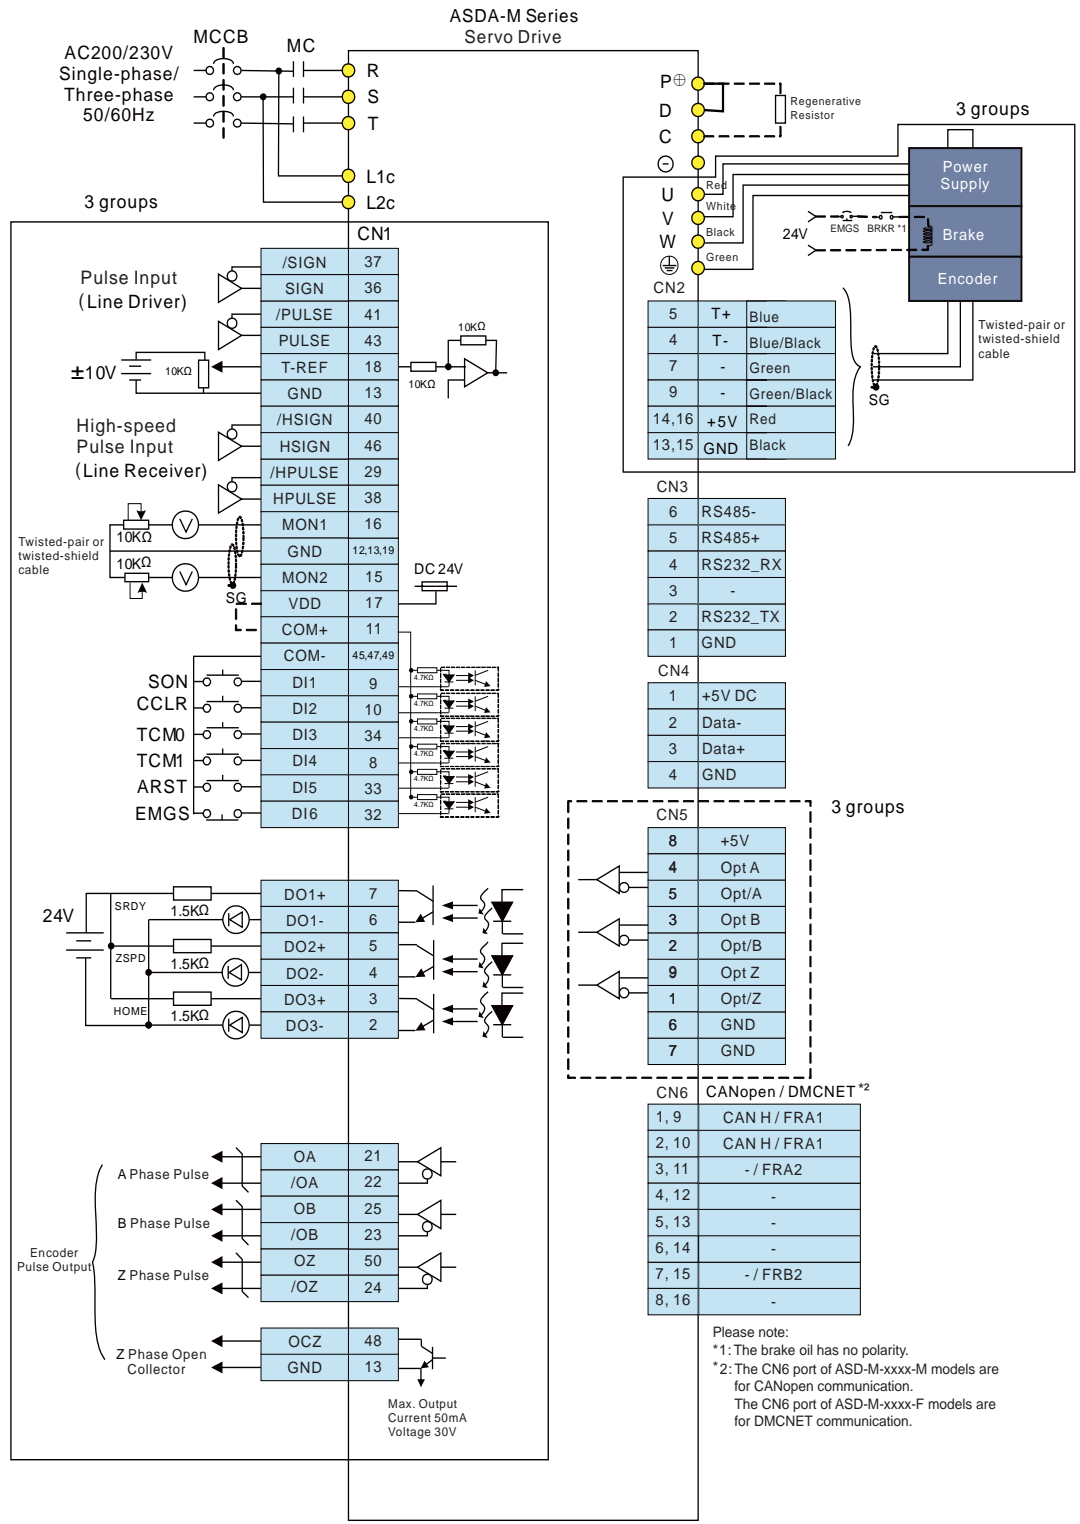 ASDA-M Series
Servo Drive
MCCB
MC
AC200/230V
Single-phase/
Three-phase
50/60Hz
R
S
T
L1c
L2c
P⊕
D
C
⊖
U
V
W
Regenerative
Resistor
3 groups
Red
White
Black
Green
Power
Supply
24V
EMGS
BRKR *1
Brake
Encoder
Twisted-pair or
twisted-shield
cable
SG
CN2
5 T+ Blue
4 T- Blue/Black
7 - Green
9 - Green/Black
14,16 +5V Red
13,15 GND Black
3 groups
CN1
Pulse Input
(Line Driver)
/SIGN 37
SIGN 36
/PULSE 41
PULSE 43
±10V
10KΩ
T-REF 18
10KΩ
10KΩ
GND 13
High-speed
Pulse Input
(Line Receiver)
/HSIGN 40
HSIGN 46
/HPULSE 29
HPULSE 38
Twisted-pair or
twisted-shield
cable
10KΩ
V
MON1 16
GND 12,13,19
10KΩ
V
MON2 15
SG
DC 24V
VDD 17
COM+ 11
COM- 45,47,49
SON DI1 9 4.7KΩ
CCLR DI2 10 4.7KΩ
TCM0 DI3 34 4.7KΩ
TCM1 DI4 8 4.7KΩ
ARST DI5 33 4.7KΩ
EMGS DI6 32 4.7KΩ
24V
SRDY
1.5KΩ
DO1+ 7
DO1- 6
ZSPD
1.5KΩ
DO2+ 5
DO2- 4
HOME
1.5KΩ
DO3+ 3
DO3- 2
Encoder
Pulse Output
A Phase Pulse
OA 21
/OA 22
B Phase Pulse
OB 25
/OB 23
Z Phase Pulse
OZ 50
/OZ 24
Z Phase Open
Collector
OCZ 48
GND 13
Max. Output
Current 50mA
Voltage 30V
CN3
6 RS485-
5 RS485+
4 RS232_RX
3 -
2 RS232_TX
1 GND
CN4
1 +5V DC
2 Data-
3 Data+
4 GND
3 groups
CN5
8 +5V
4 Opt A
5 Opt/A
3 Opt B
2 Opt/B
9 Opt Z
1 Opt/Z
6 GND
7 GND
CN6 CANopen / DMCNET *2
1, 9 CAN H / FRA1
2, 10 CAN H / FRA1
3, 11 - / FRA2
4, 12 -
5, 13 -
6, 14 -
7, 15 - / FRB2
8, 16 -
Please note:
*1: The brake oil has no polarity.
*2: The CN6 port of ASD-M-xxxx-M models are
for CANopen communication.
The CN6 port of ASD-M-xxxx-F models are
for DMCNET communication.